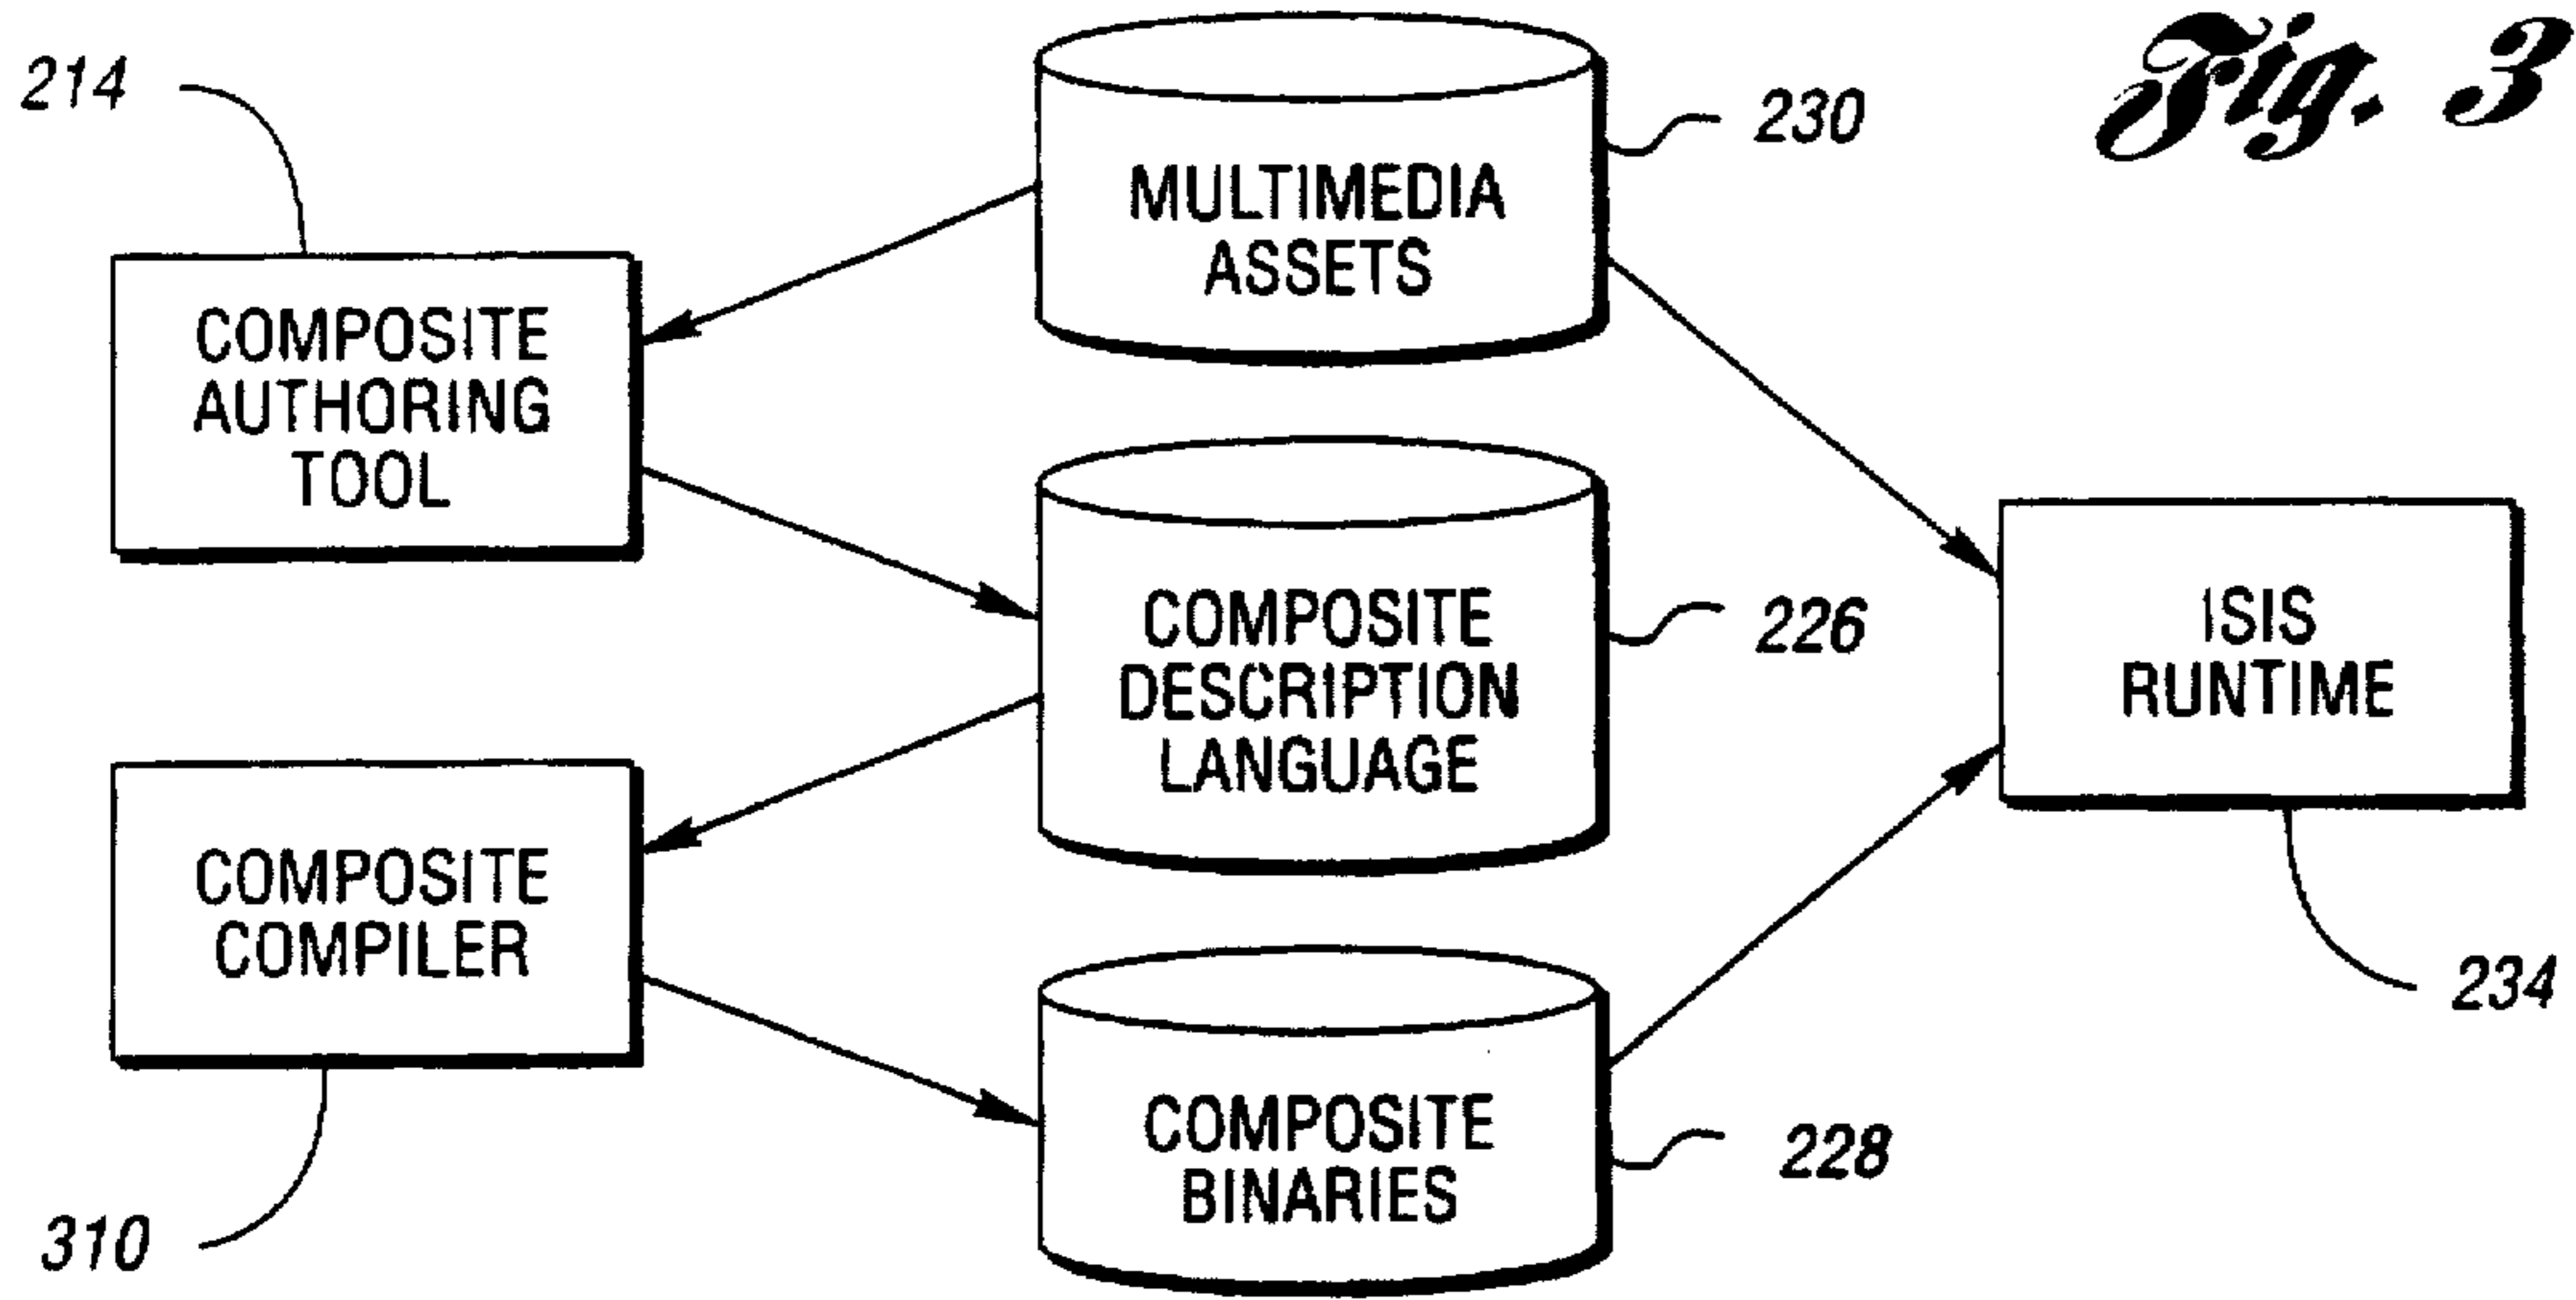 Fig. 3
214
230
MULTIMEDIA
ASSETS
COMPOSITE
AUTHORING
TOOL
COMPOSITE
DESCRIPTION
LANGUAGE
226
ISIS
RUNTIME
234
COMPOSITE
COMPILER
310
COMPOSITE
BINARIES
228